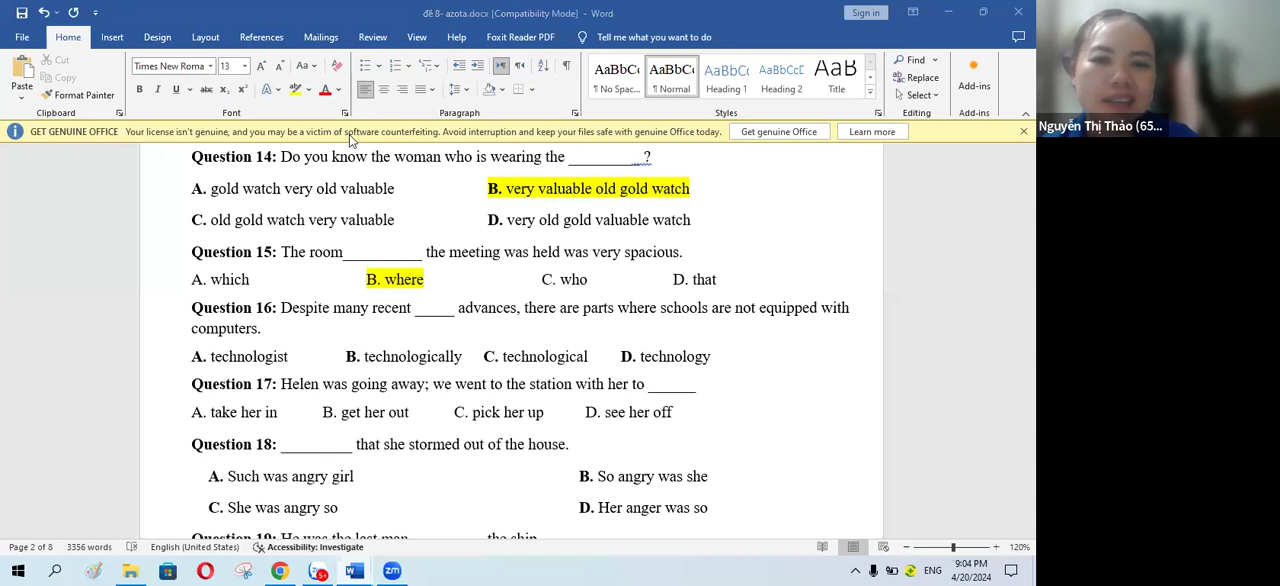 đề 8- azota.docx [Compatibility Mode] - Word
Sign in
File Home Insert Design Layout References Mailings Review View Help Foxit Reader PDF Tell me what you want to do
Paste
Cut
Copy
Format Painter
Clipboard
Times New Roma 13
Font
Paragraph
AaBbCc AaBbCc AaBbCc AaBbCcD AaB
¶ No Spac... ¶ Normal Heading 1 Heading 2 Title
Styles
Find
Replace
Select
Editing
Add-ins
Add-ins
GET GENUINE OFFICE Your license isn't genuine, and you may be a victim of software counterfeiting. Avoid interruption and keep your files safe with genuine Office today. Get genuine Office Learn more
Nguyễn Thị Thảo (65...
Question 14: Do you know the woman who is wearing the __________?
A. gold watch very old valuable B. very valuable old gold watch
C. old gold watch very valuable D. very old gold valuable watch
Question 15: The room__________ the meeting was held was very spacious.
A. which B. where C. who D. that
Question 16: Despite many recent _____ advances, there are parts where schools are not equipped with
computers.
A. technologist B. technologically C. technological D. technology
Question 17: Helen was going away; we went to the station with her to ______
A. take her in B. get her out C. pick her up D. see her off
Question 18: _________ that she stormed out of the house.
A. Such was angry girl B. So angry was she
C. She was angry so D. Her anger was so
Question 19: He was the last man ______ the ship.
Page 2 of 8 3356 words English (United States) Accessibility: Investigate 120%
ENG
9:04 PM
4/20/2024